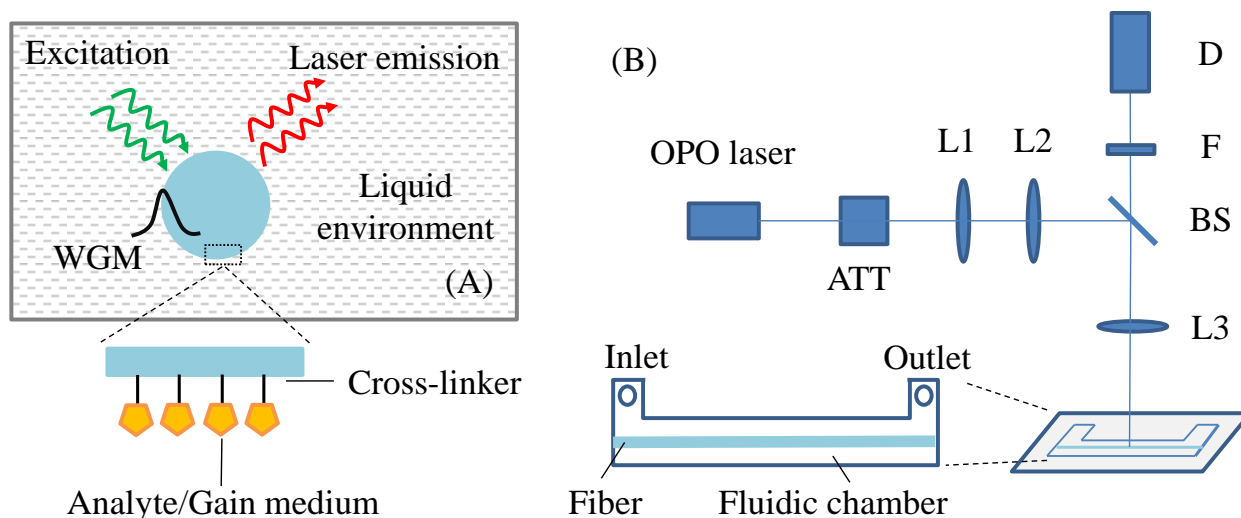 Excitation
Laser emission
Liquid
environment
WGM
(A)
Cross-linker
Analyte/Gain medium
(B)
D
F
L1
L2
OPO laser
BS
ATT
L3
Inlet
Outlet
Fiber
Fluidic chamber